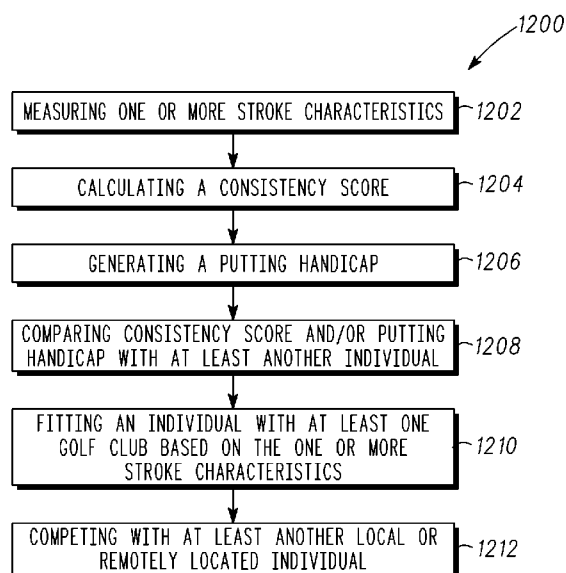 1200
MEASURING ONE OR MORE STROKE CHARACTERISTICS
1202
CALCULATING A CONSISTENCY SCORE
1204
GENERATING A PUTTING HANDICAP
1206
COMPARING CONSISTENCY SCORE AND/OR PUTTING
HANDICAP WITH AT LEAST ANOTHER INDIVIDUAL
1208
FITTING AN INDIVIDUAL WITH AT LEAST ONE
GOLF CLUB BASED ON THE ONE OR MORE
STROKE CHARACTERISTICS
1210
COMPETING WITH AT LEAST ANOTHER LOCAL OR
REMOTELY LOCATED INDIVIDUAL
1212